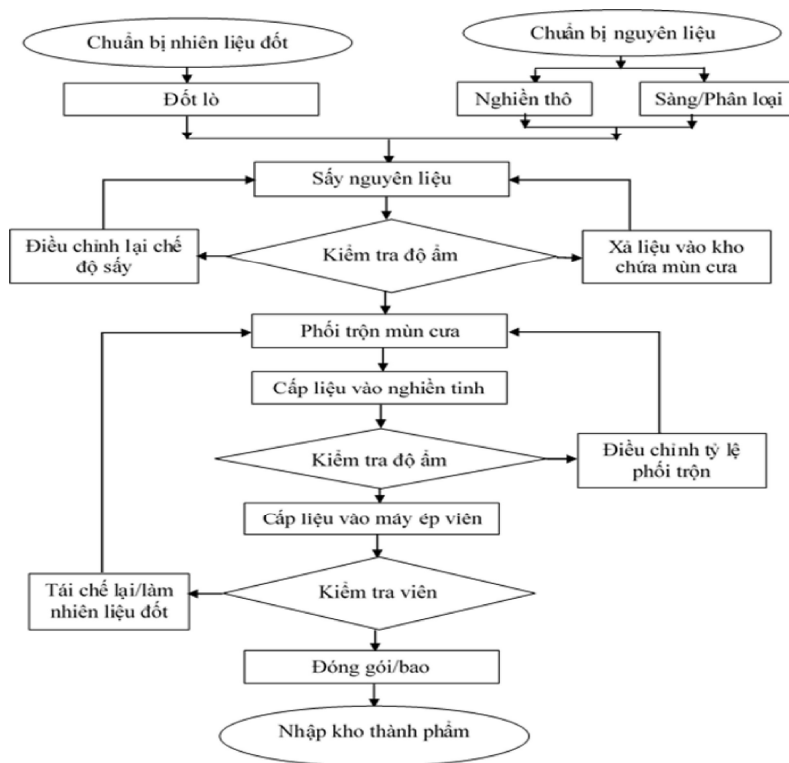 Chuẩn bị nhiên liệu đốt
Chuẩn bị nguyên liệu
Đốt lò
Nghiền thô
Sàng/Phân loại
Sấy nguyên liệu
Điều chỉnh lại chế
độ sấy
Kiểm tra độ ẩm
Xả liệu vào kho
chứa mùn cưa
Phối trộn mùn cưa
Cấp liệu vào nghiền tinh
Kiểm tra độ ẩm
Điều chỉnh tỷ lệ
phối trộn
Cấp liệu vào máy ép viên
Tái chế lại/làm
nhiên liệu đốt
Kiểm tra viên
Đóng gói/bao
Nhập kho thành phẩm